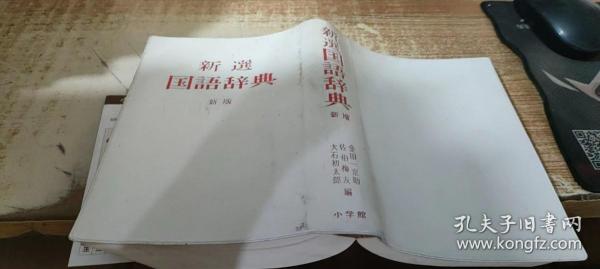 新選
国語辞典
新版
新選国語辞典
新版
金田一京助
佐伯梅友
大石初太郎
編
小学館
孔夫子旧书网
www.kongfz.com